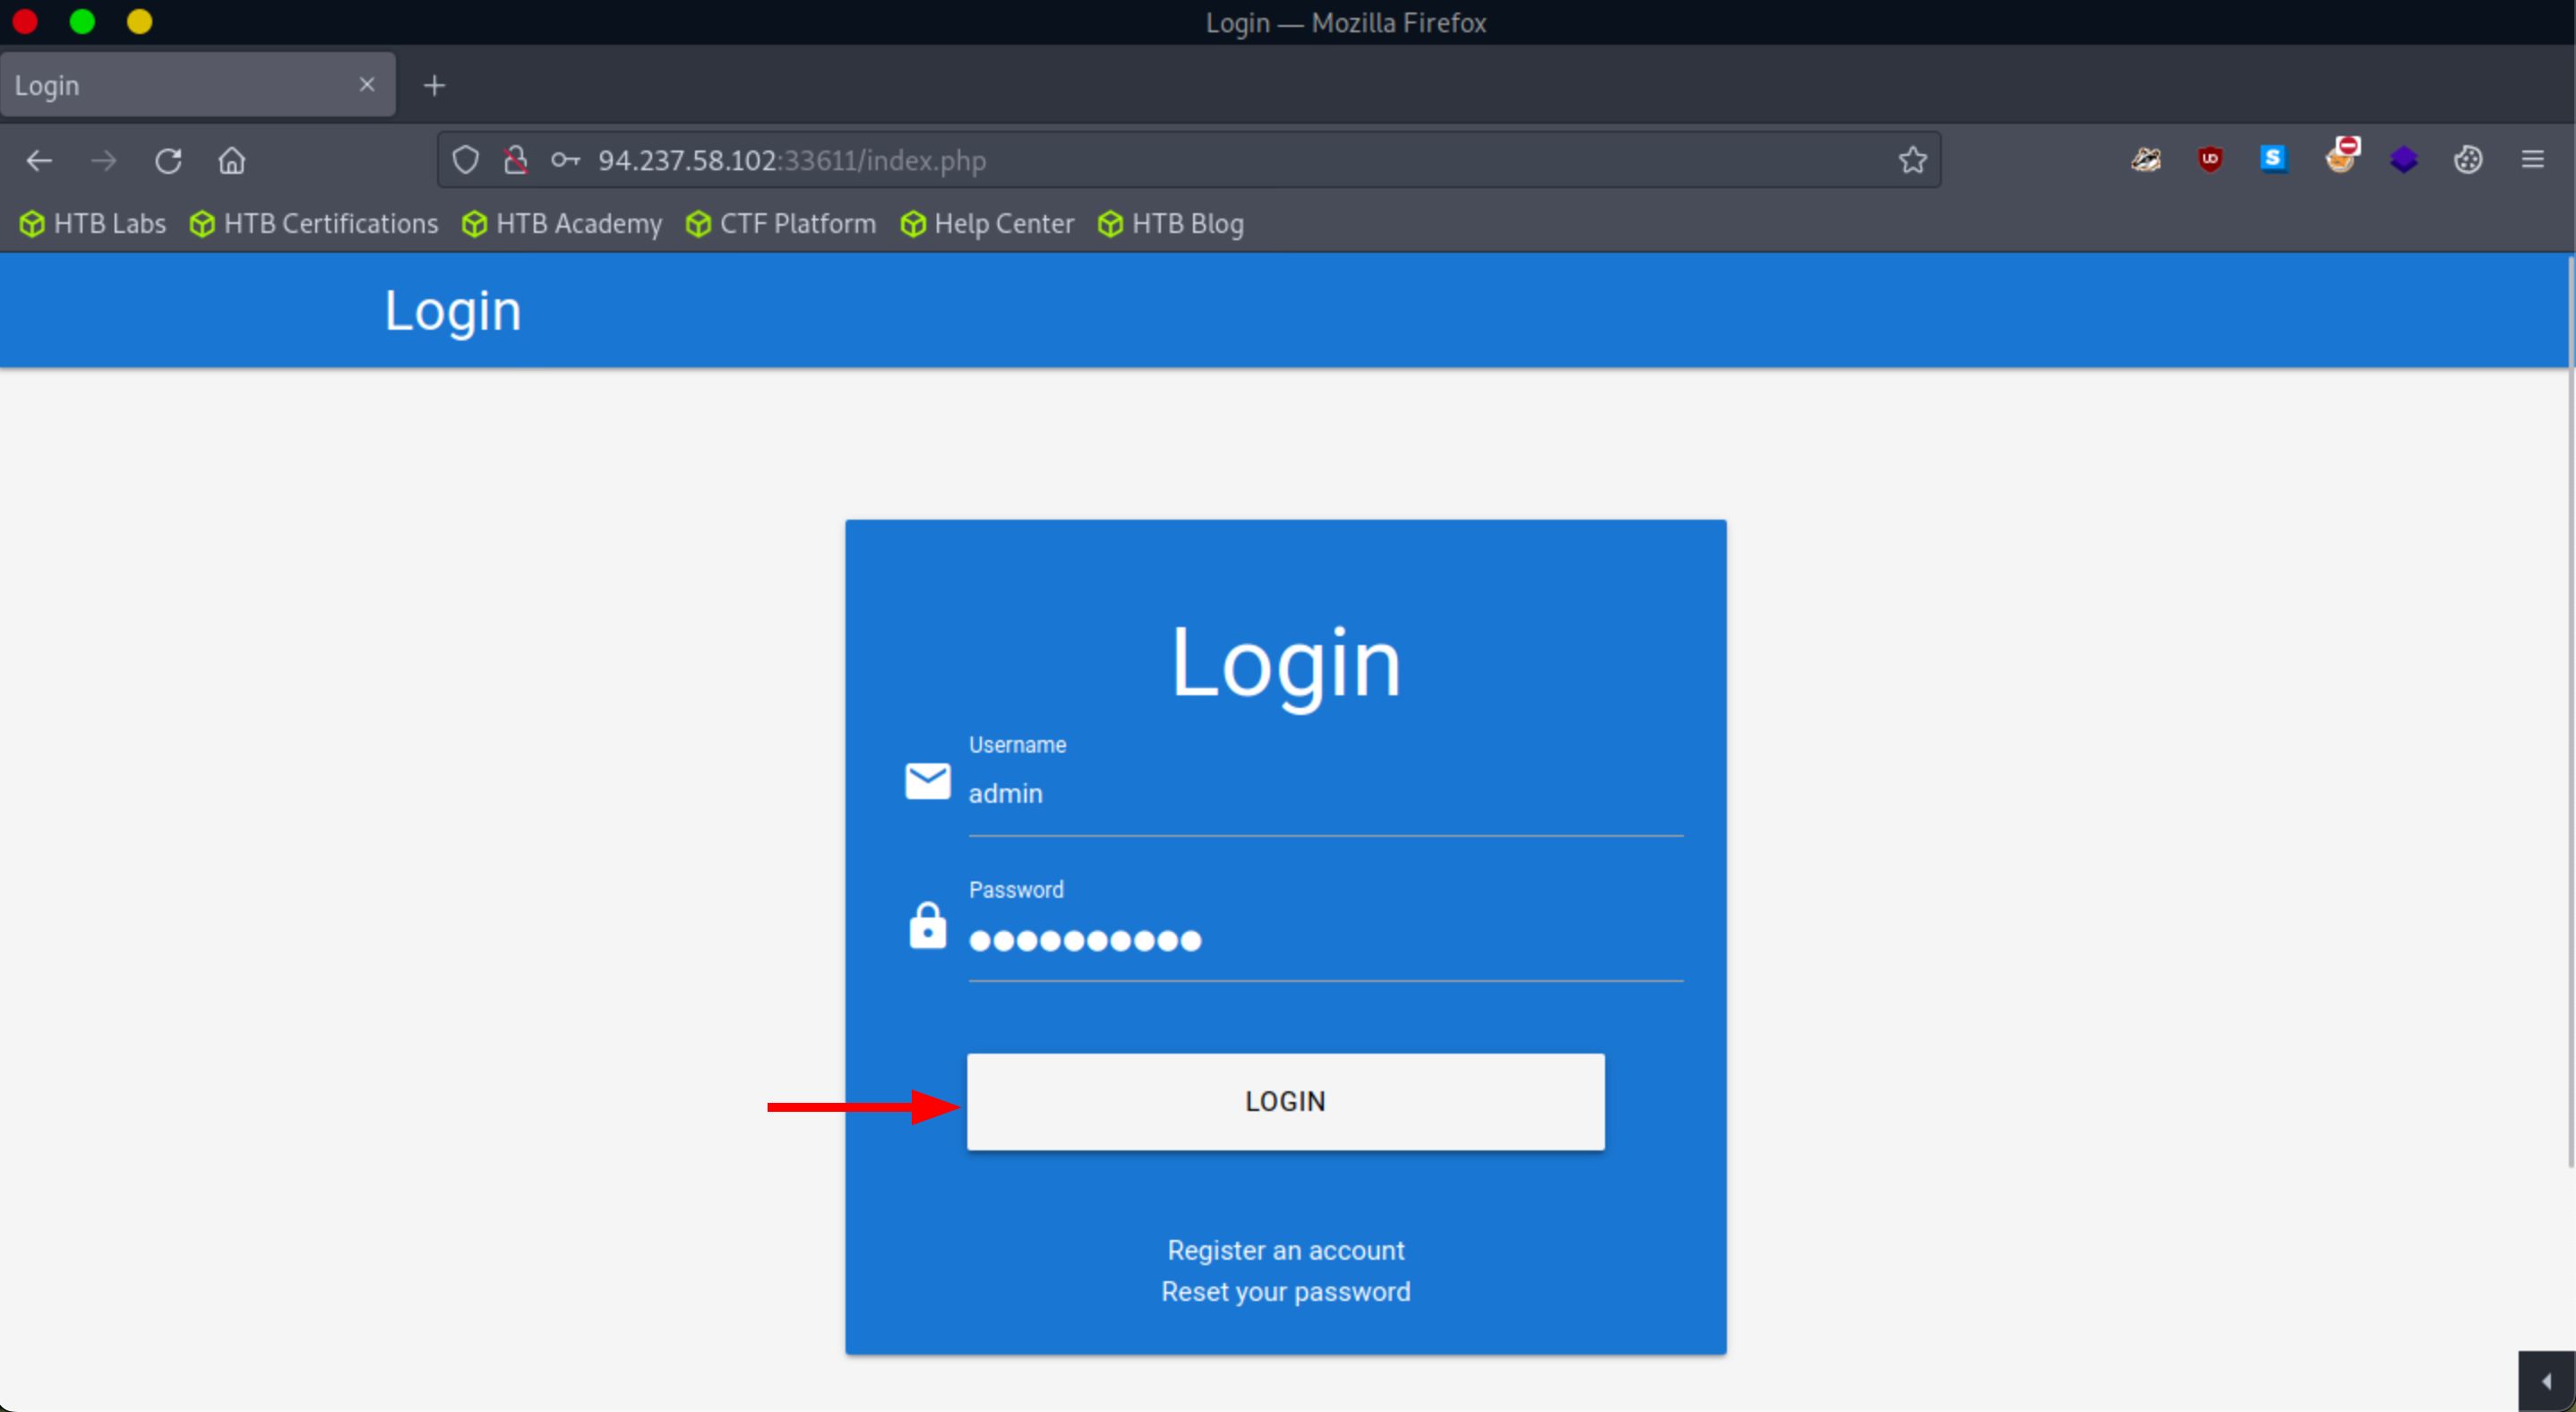 Login — Mozilla Firefox
Login
94.237.58.102:33611/index.php
HTB Labs HTB Certifications HTB Academy CTF Platform Help Center HTB Blog
Login
Login
Username
admin
Password
LOGIN
Register an account
Reset your password